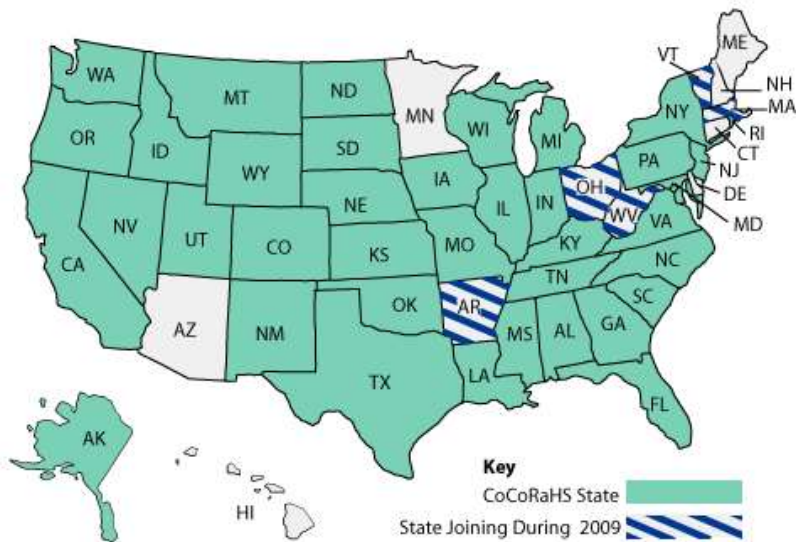 WA
MT
ND
MN
ME
VT
NH
MA
RI
CT
NY
OR
ID
SD
WI
MI
WY
IA
PA
NJ
DE
MD
NE
OH
IN
IL
WV
VA
NV
UT
CO
KS
MO
KY
CA
NC
TN
AZ
NM
OK
AR
SC
MS
AL
GA
TX
LA
FL
AK
HI
Key
CoCoRaHS State
State Joining During 2009